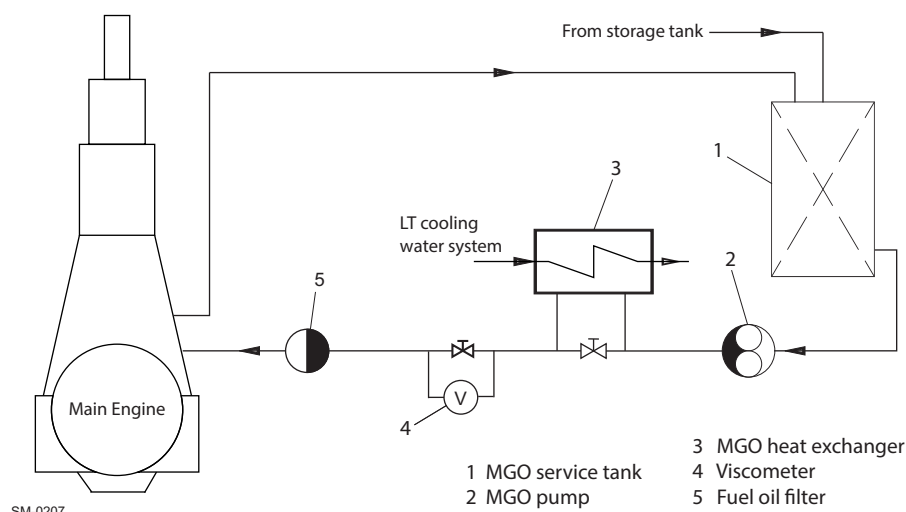 From storage tank
1
3
LT cooling
water system
2
5
V
4
Main Engine
1 MGO service tank
2 MGO pump
3 MGO heat exchanger
4 Viscometer
5 Fuel oil filter
SM-0207